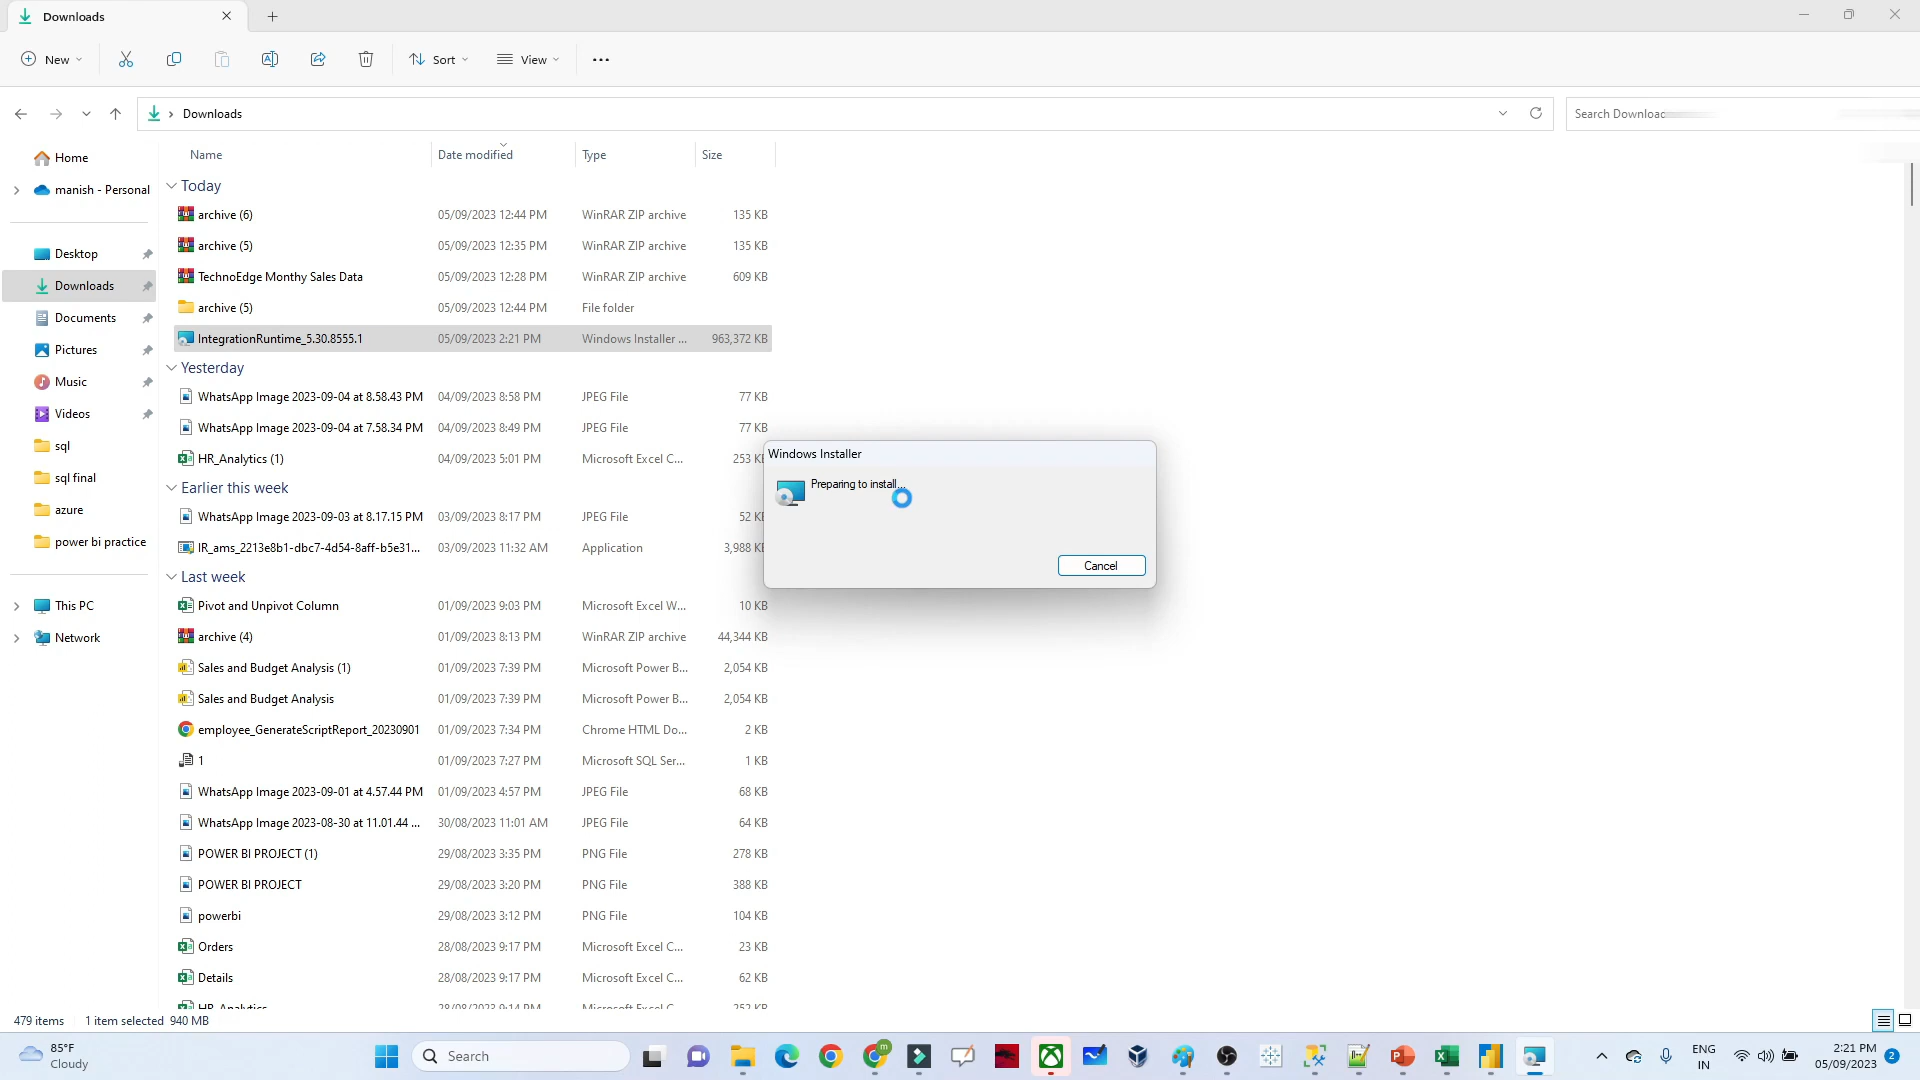 Downloads
New
Sort
View
Downloads
Search Downloac
Home
manish - Personal
Desktop
Downloads
Documents
Pictures
Music
Videos
sql
sql final
azure
power bi practice
This PC
Network
Name Date modified Type Size
Today
archive (6) 05/09/2023 12:44 PM WinRAR ZIP archive 135 KB
archive (5) 05/09/2023 12:35 PM WinRAR ZIP archive 135 KB
TechnoEdge Monthy Sales Data 05/09/2023 12:28 PM WinRAR ZIP archive 609 KB
archive (5) 05/09/2023 12:44 PM File folder
IntegrationRuntime_5.30.8555.1 05/09/2023 2:21 PM Windows Installer ... 963,372 KB
Yesterday
WhatsApp Image 2023-09-04 at 8.58.43 PM 04/09/2023 8:58 PM JPEG File 77 KB
WhatsApp Image 2023-09-04 at 7.58.34 PM 04/09/2023 8:49 PM JPEG File 77 KB
HR_Analytics (1) 04/09/2023 5:01 PM Microsoft Excel C... 253 K
Earlier this week
WhatsApp Image 2023-09-03 at 8.17.15 PM 03/09/2023 8:17 PM JPEG File 52 K
IR_ams_2213e8b1-dbc7-4d54-8aff-b5e31... 03/09/2023 11:32 AM Application 3,988 K
Last week
Pivot and Unpivot Column 01/09/2023 9:03 PM Microsoft Excel W... 10 KB
archive (4) 01/09/2023 8:13 PM WinRAR ZIP archive 44,344 KB
Sales and Budget Analysis (1) 01/09/2023 7:39 PM Microsoft Power B... 2,054 KB
Sales and Budget Analysis 01/09/2023 7:39 PM Microsoft Power B... 2,054 KB
employee_GenerateScriptReport_20230901 01/09/2023 7:34 PM Chrome HTML Do... 2 KB
1 01/09/2023 7:27 PM Microsoft SQL Ser... 1 KB
WhatsApp Image 2023-09-01 at 4.57.44 PM 01/09/2023 4:57 PM JPEG File 68 KB
WhatsApp Image 2023-08-30 at 11.01.44 ... 30/08/2023 11:01 AM JPEG File 64 KB
POWER BI PROJECT (1) 29/08/2023 3:35 PM PNG File 278 KB
POWER BI PROJECT 29/08/2023 3:20 PM PNG File 388 KB
powerbi 29/08/2023 3:12 PM PNG File 104 KB
Orders 28/08/2023 9:17 PM Microsoft Excel C... 23 KB
Details 28/08/2023 9:17 PM Microsoft Excel C... 62 KB
HR_Analytics 28/08/2023 9:14 PM Microsoft Excel C... 252 KB
Windows Installer
Preparing to install...
Cancel
479 items 1 item selected 940 MB
85°F
Cloudy
Search
ENG
IN
2:21 PM
05/09/2023
2